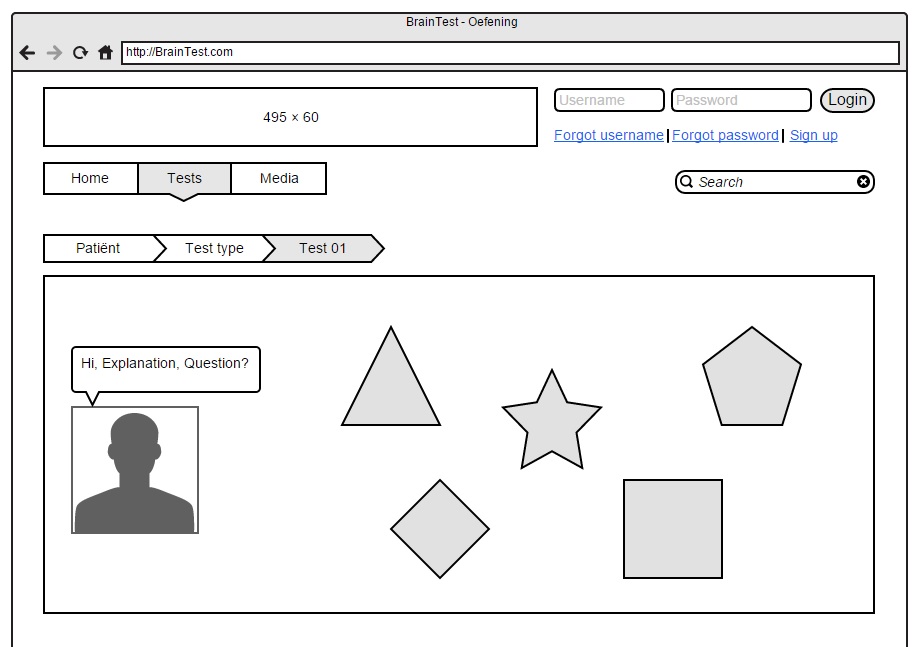 BrainTest - Oefening
http://BrainTest.com
495 × 60
Username Password Login
Forgot username Forgot password Sign up
Home Tests Media
Search
Patiënt Test type Test 01
Hi, Explanation, Question?